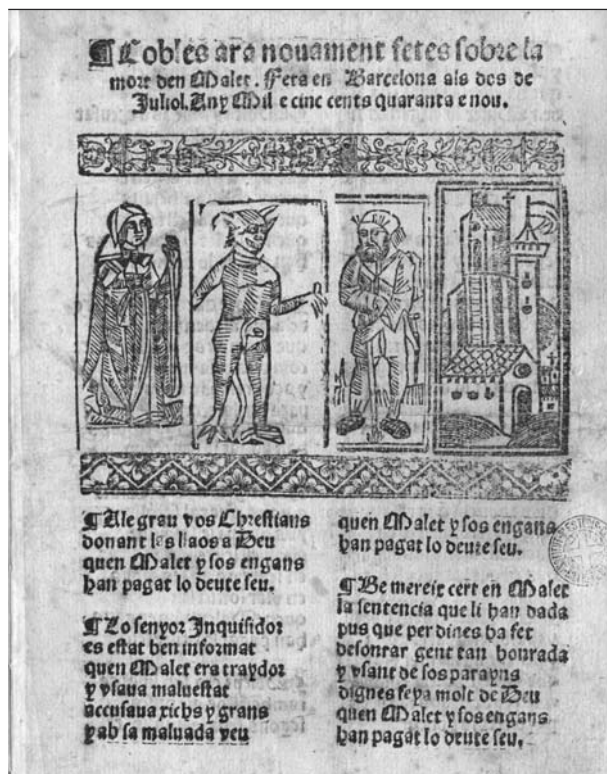 ¶ Cobles ara nouament fetes sobre la
mort den Malet. Feta en Barcelona als dos de
Juliol. Any Mil e cinc cents quaranta e nou.
¶ Alegrau vos Chrestians
donant les llaos a Deu
quen Malet y sos engans
han pagat lo deute seu.
¶ Lo senyor Inquisidor
es estat ben informat
quen Malet era traydor
y vsaua maluestat
accusaua richs y grans
y ab sa maluada veu
quen Malet y sos engans
han pagat lo deute seu.
¶ Be mereix cert en Malet
la sentencia que li han dada
pus que per dines ha fet
desonrar gent tan honrada
y vsant de sos parayns
dignes seya molt de Deu
quen Malet y sos engans
han pagat lo deute seu.